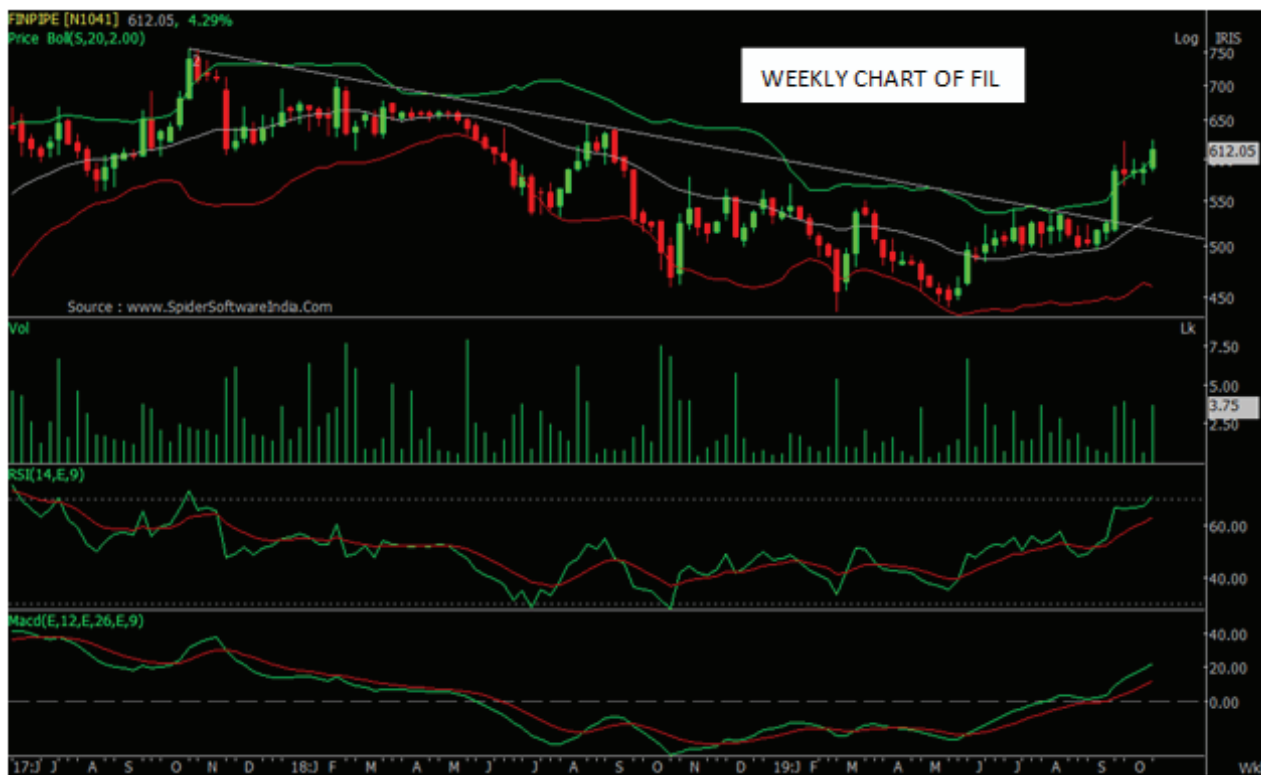 FINPIPE [N1041] 612.05, 4.29%
Price Boll(S,20,2.00)
Log IRIS
WEEKLY CHART OF FIL
2
750
700
650
612.05
550
500
450
Source : www.SpiderSoftwareIndia.Com
Vol
Lk
7.50
5.00
3.75
2.50
RSI(14,E,9)
60.00
40.00
Macd(E,12,E,26,E,9)
40.00
20.00
0.00
17:J J A S O N D 18:J F M A M J J A S O N D 19:J F M A M J J A S O Wk